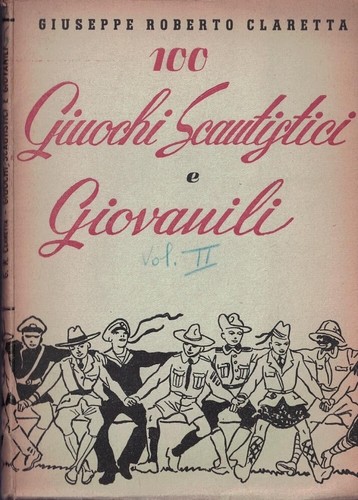 GIUSEPPE ROBERTO CLARETTA
100
Giuochi Scautistici
e
Giovanili
Vol. II